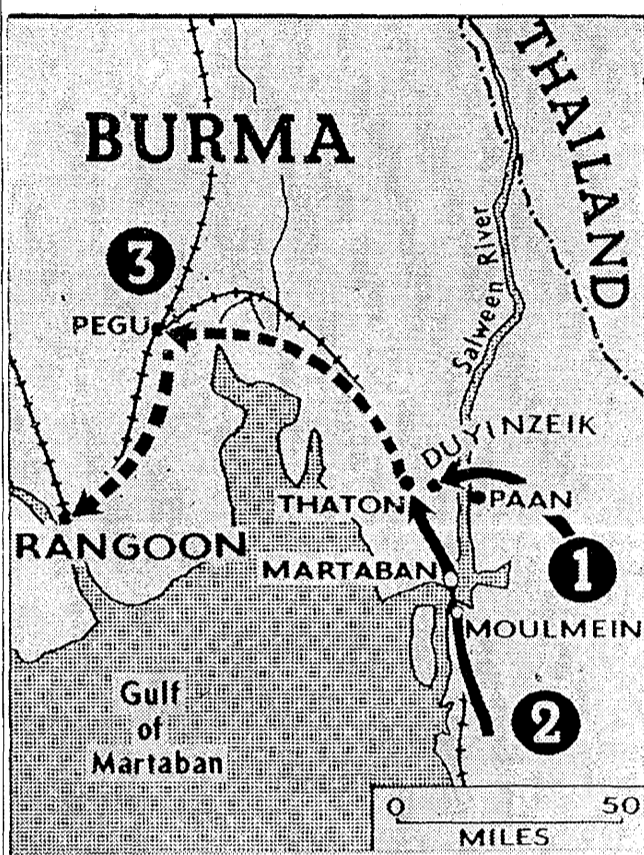 THAILAND
BURMA
3
PEGU
Salween River
DUYINZEIK
THATON
PAAN
RANGOON
1
MARTABAN
MOULMEIN
Gulf
of
Martaban
2
0 50
MILES